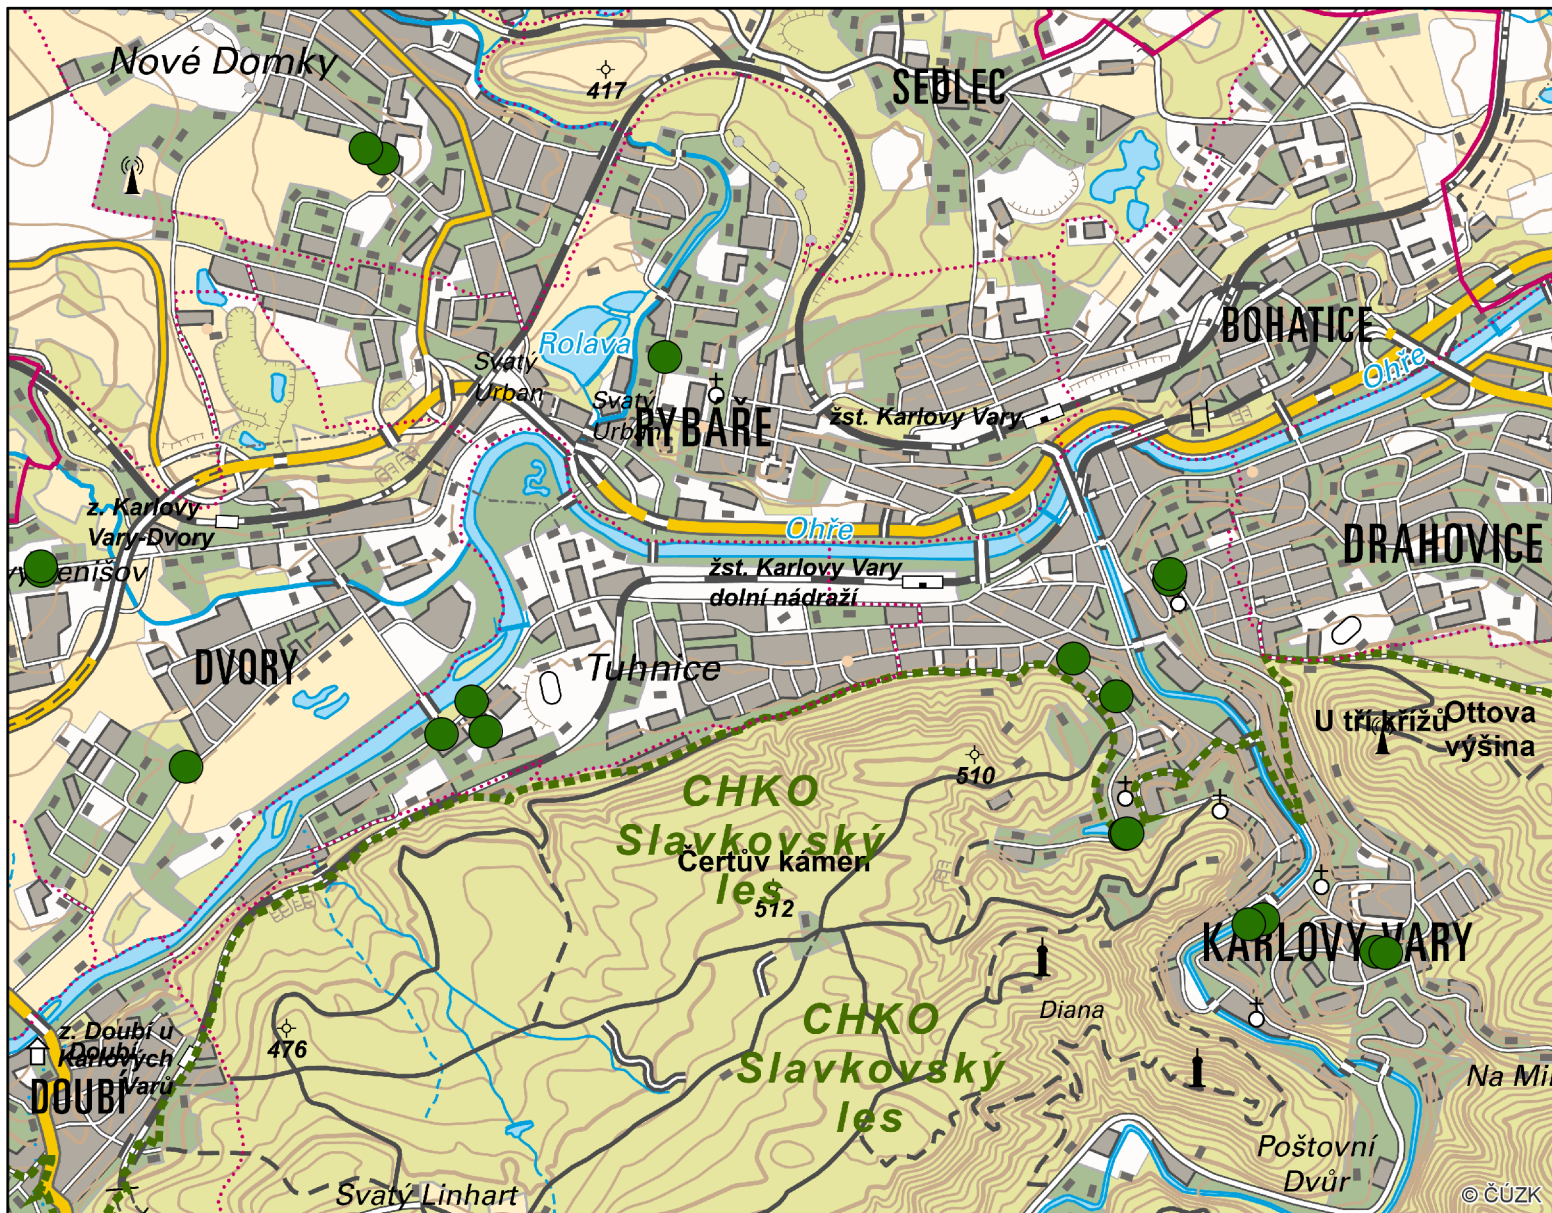 Nové Domky
417
SEDLEC
Rolava
Svatý
Urban
Svatý
RYBÁŘE
žst. Karlovy Vary
BOHATICE
Ohře
z. Karlovy
Vary-Dvory
Ohře
DRAHOVICE
žst. Karlovy Vary
dolní nádraží
DVORY
Tuhnice
U tří křížů
Ottova
výšina
510
CHKO
Slavkovský
les
Čertův kámen
512
KARLOVY VARY
Diana
CHKO
Slavkovský
les
476
z. Doubí u
Karlových
Varů
Doubí
DOUBÍ
Na Mil
Poštovní
Dvůr
Svatý Linhart
© ČÚZK